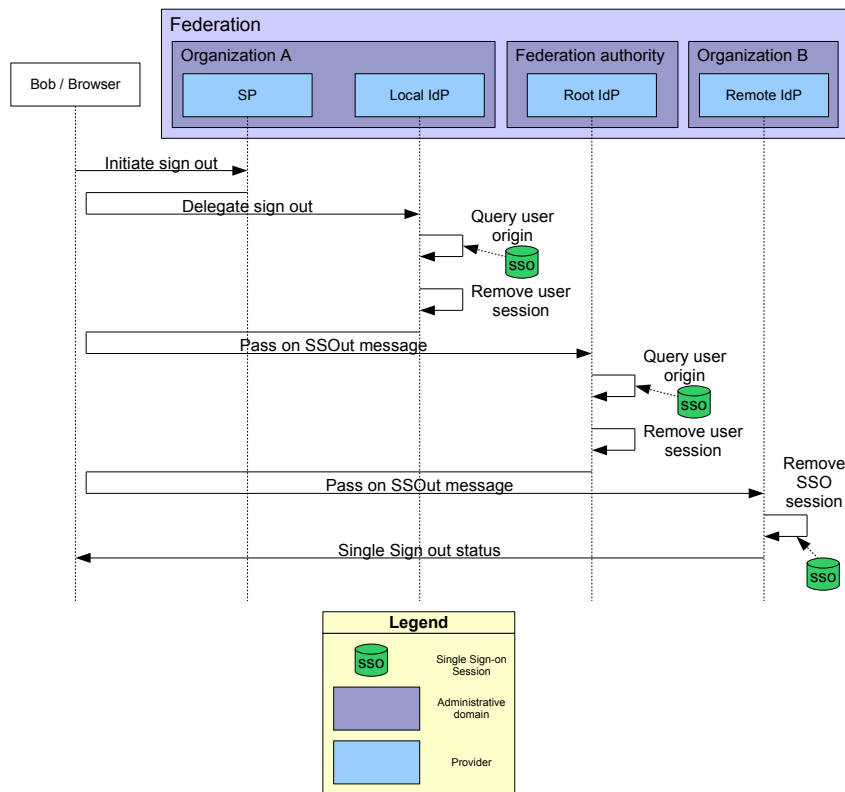 Federation
Organization A
Federation authority
Organization B
Bob / Browser
SP
Local IdP
Root IdP
Remote IdP
Initiate sign out
Delegate sign out
Query user
origin
SSO
Remove user
session
Pass on SSOut message
Query user
origin
SSO
Remove user
session
Pass on SSOut message
Remove
SSO
session
Single Sign out status
SSO
Legend
SSO
Single Sign-on
Session
Administrative
domain
Provider